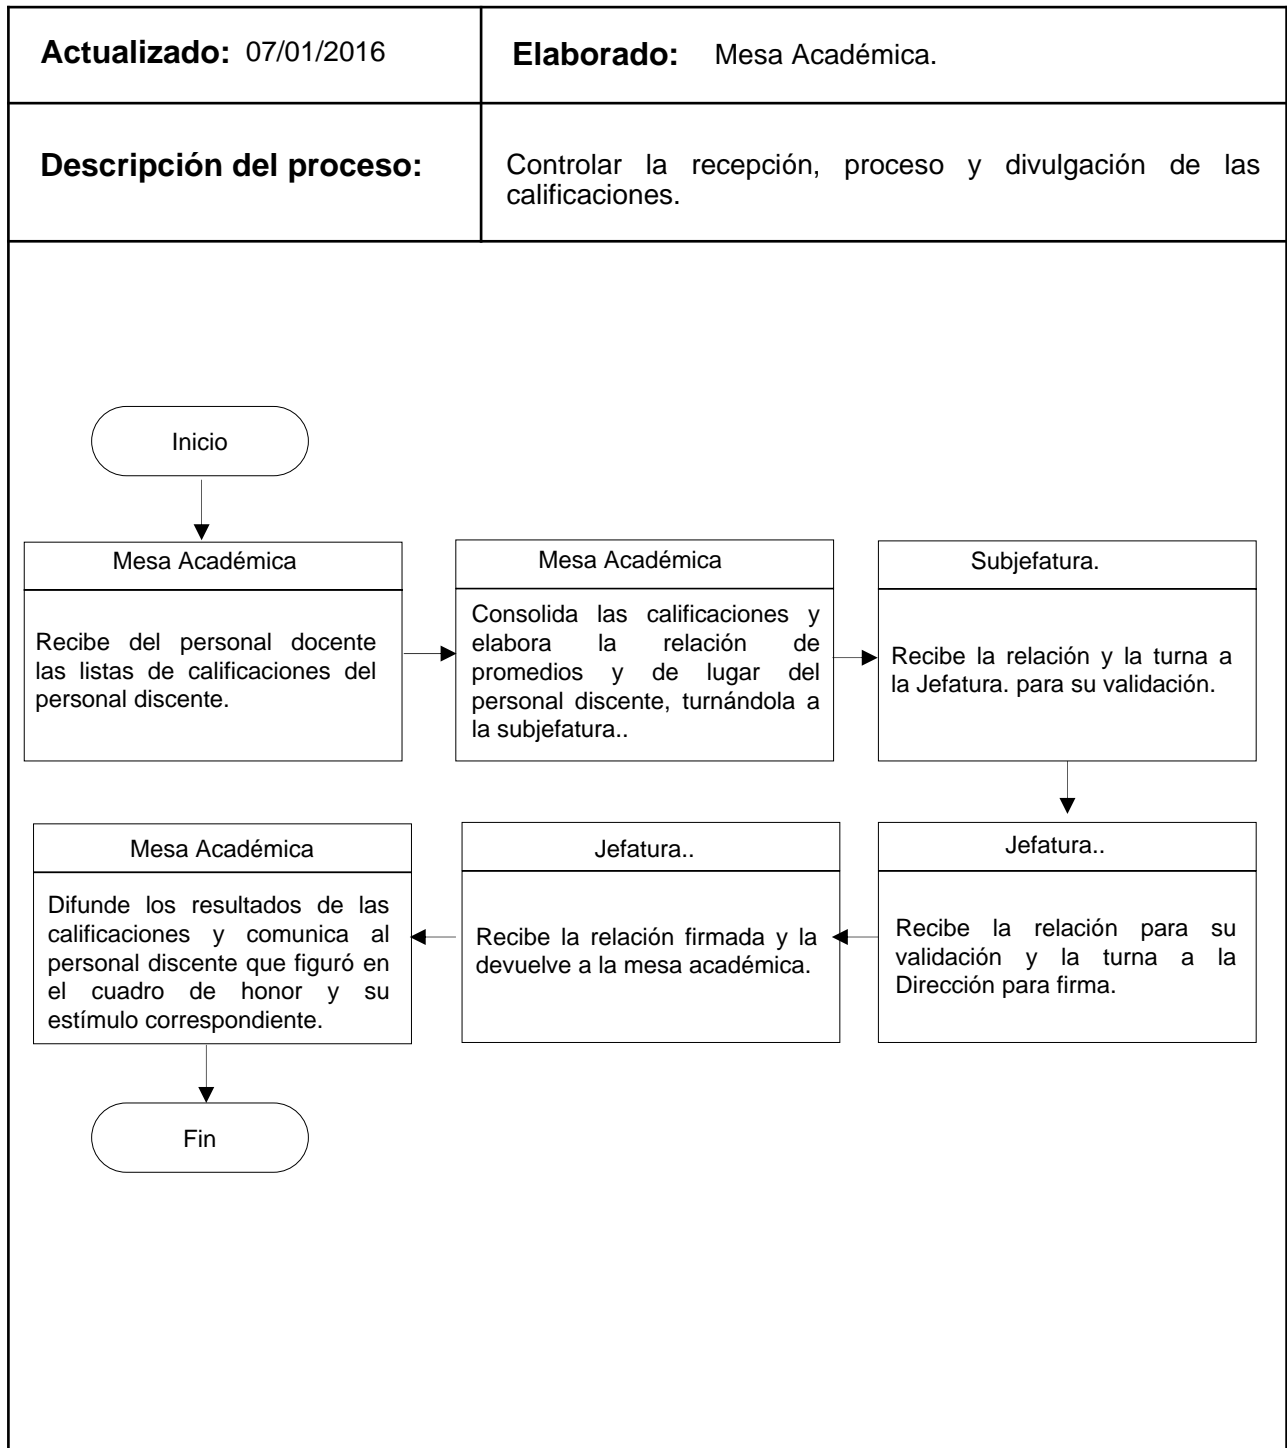 Actualizado: 07/01/2016
Elaborado: Mesa Académica.
Descripción del proceso:
Controlar la recepción, proceso y divulgación de las
calificaciones.
Inicio
Mesa Académica
Recibe del personal docente
las listas de calificaciones del
personal discente.
Mesa Académica
Consolida las calificaciones y
elabora la relación de
promedios y de lugar del
personal discente, turnándola a
la subjefatura..
Subjefatura.
Recibe la relación y la turna a
la Jefatura. para su validación.
Jefatura..
Recibe la relación para su
validación y la turna a la
Dirección para firma.
Jefatura..
Recibe la relación firmada y la
devuelve a la mesa académica.
Mesa Académica
Difunde los resultados de las
calificaciones y comunica al
personal discente que figuró en
el cuadro de honor y su
estímulo correspondiente.
Fin